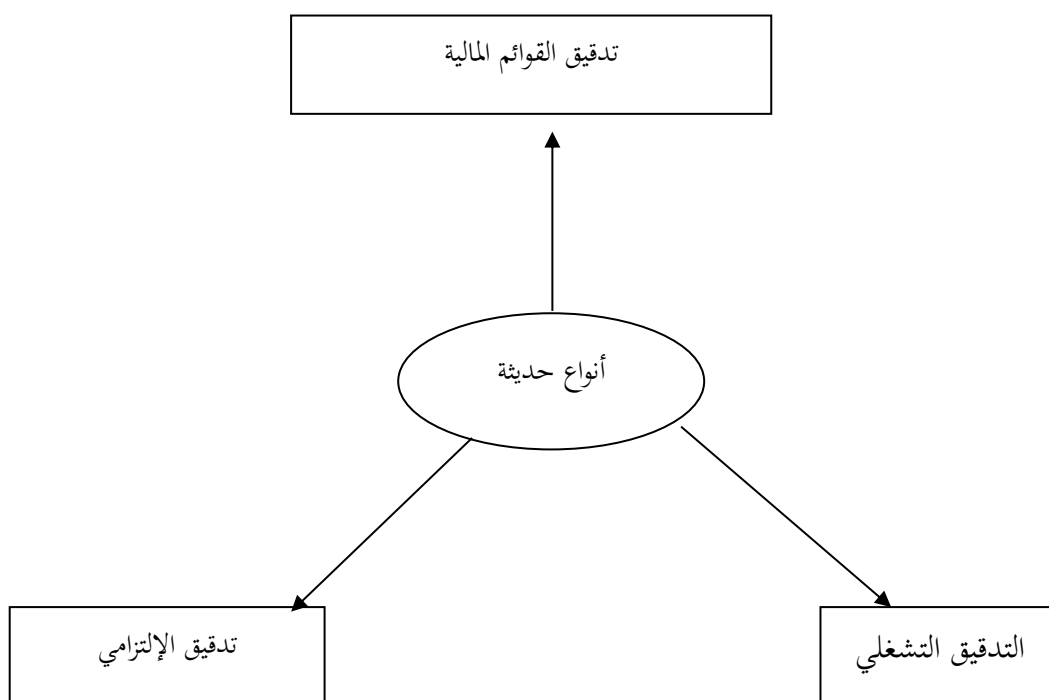 تدقيق القوائم المالية
أنواع حديثة
التدقيق التشغلي
تدقيق الإلتزامي